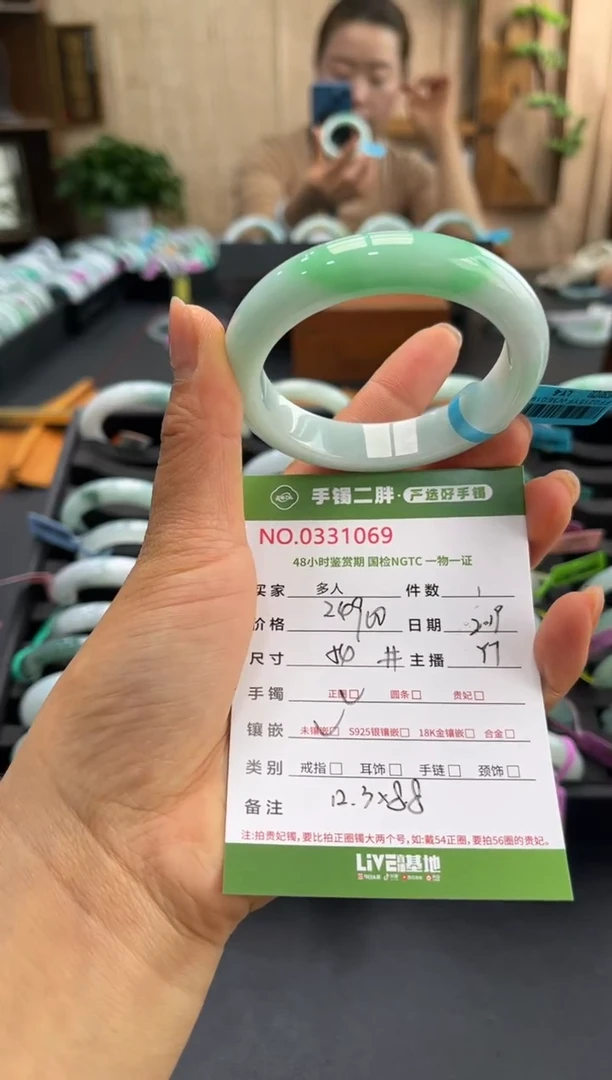 手镯二胖·严选好手镯
NO.0331069
48小时鉴赏期 国检NGTC 一物一证
买家 多人 件数 1
价格 日期
尺寸 # 主播 YT
手镯 正圈□ 圆条□ 贵妃□
镶嵌 未镶嵌□ S925银镶嵌□ 18K金镶嵌□ 合金□
类别 戒指□ 耳饰□ 手链□ 颈饰□
备注 12.3×8.8
注:拍贵妃镯,要比拍正圈镯大两个号,如:戴54正圈,要拍56圈的贵妃。
LiVE 基地